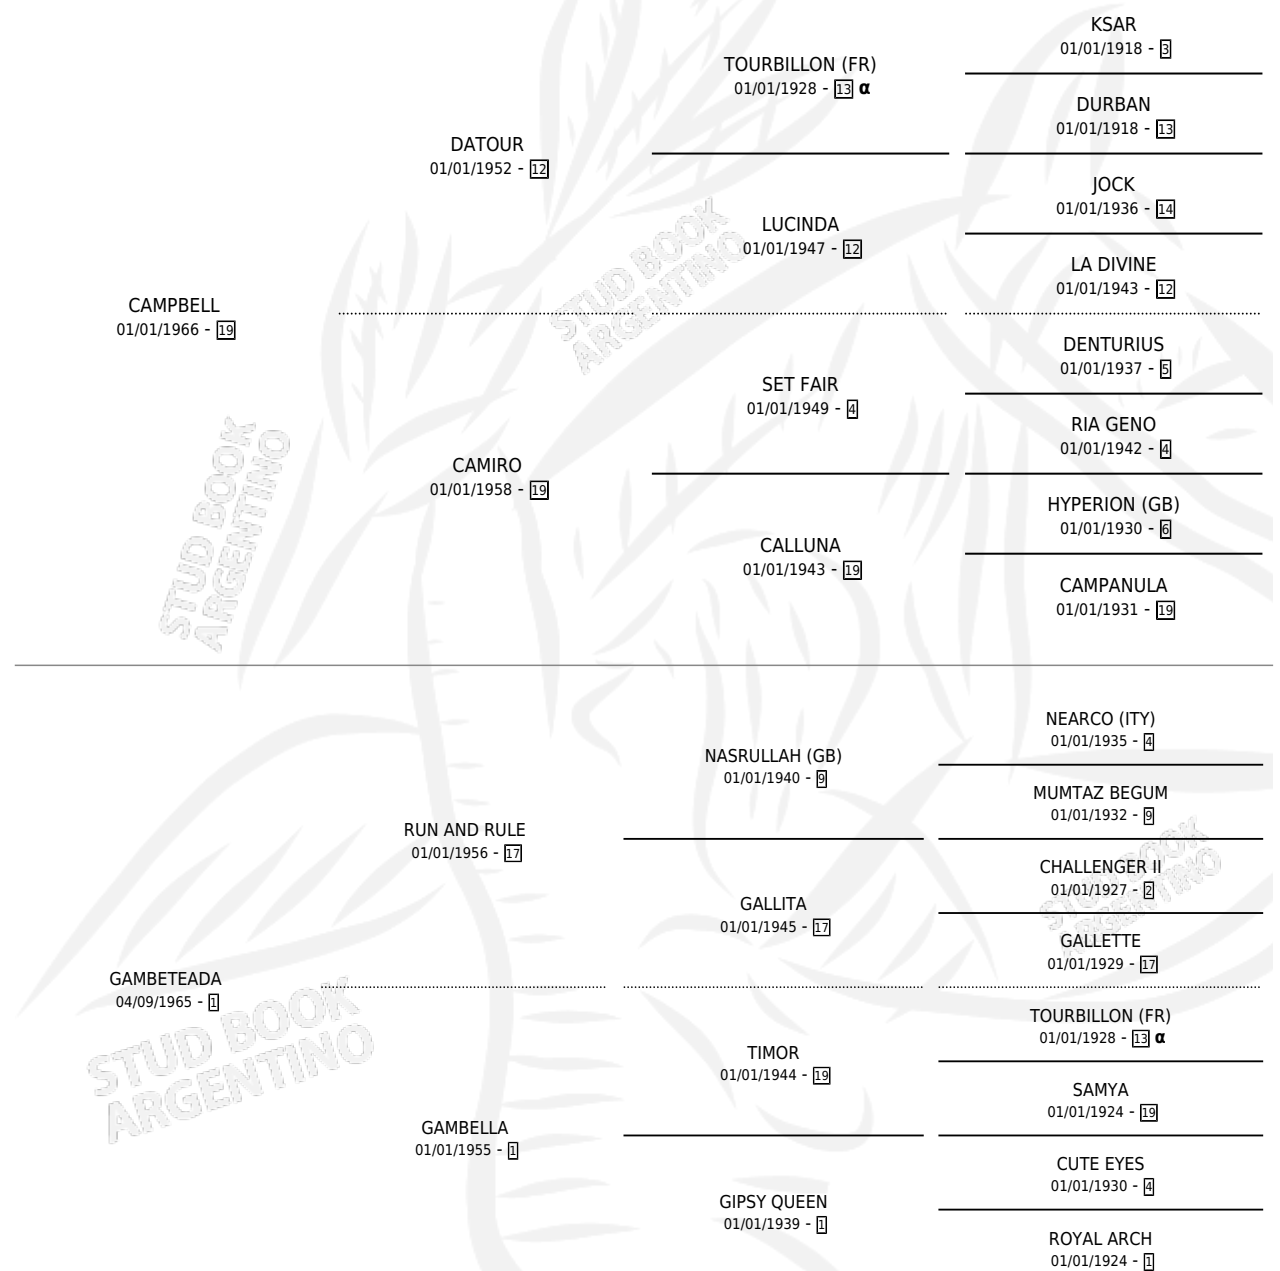 KSAR
01/01/1918 - 3
TOURBILLON (FR)
01/01/1928 - 13 α
DURBAN
01/01/1918 - 13
DATOUR
01/01/1952 - 12
JOCK
01/01/1936 - 14
LUCINDA
01/01/1947 - 12
LA DIVINE
01/01/1943 - 12
CAMPBELL
01/01/1966 - 19
DENTURIUS
01/01/1937 - 5
SET FAIR
01/01/1949 - 4
RIA GENO
01/01/1942 - 4
CAMIRO
01/01/1958 - 19
HYPERION (GB)
01/01/1930 - 6
CALLUNA
01/01/1943 - 19
CAMPANULA
01/01/1931 - 19
STUD BOOK
ARGENTINO
STUD BOOK
ARGENTINO
NEARCO (ITY)
01/01/1935 - 4
NASRULLAH (GB)
01/01/1940 - 9
MUMTAZ BEGUM
01/01/1932 - 9
RUN AND RULE
01/01/1956 - 17
CHALLENGER II
01/01/1927 - 2
GALLITA
01/01/1945 - 17
GALLETTE
01/01/1929 - 17
STUD BOOK
ARGENTINO
GAMBETEADA
04/09/1965 - 1
STUD BOOK
ARGENTINO
TOURBILLON (FR)
01/01/1928 - 13 α
TIMOR
01/01/1944 - 19
SAMYA
01/01/1924 - 19
GAMBELLA
01/01/1955 - 1
CUTE EYES
01/01/1930 - 4
GIPSY QUEEN
01/01/1939 - 1
ROYAL ARCH
01/01/1924 - 1